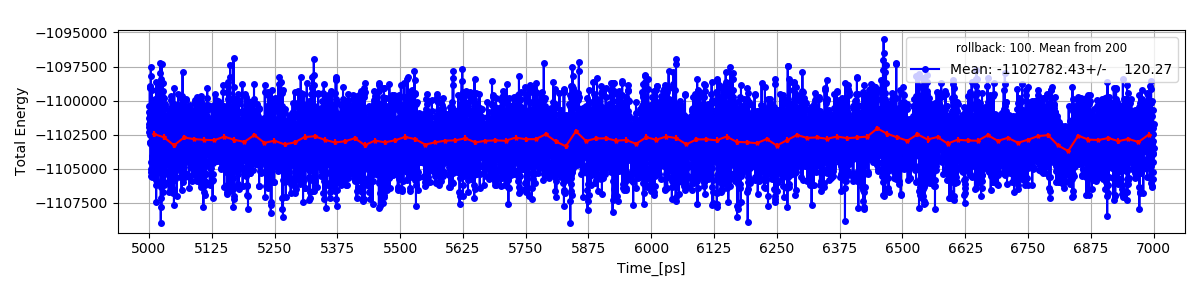 rollback: 100. Mean from 200
Mean: -1102782.43+/-    120.27
Total Energy
−1095000
−1097500
−1100000
−1102500
−1105000
−1107500
5000 5125 5250 5375 5500 5625 5750 5875 6000 6125 6250 6375 6500 6625 6750 6875 7000
Time_[ps]